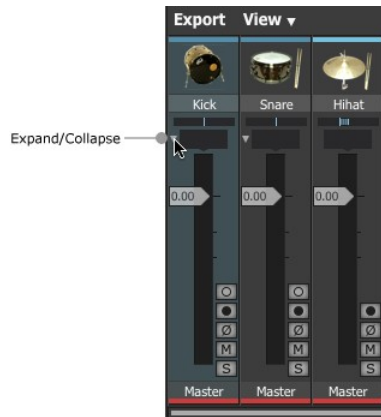 Export View ▼
Kick Snare Hihat
Expand/Collapse
0.00 0.00 0.00
Ø Ø Ø
M M M
S S S
Master Master Master